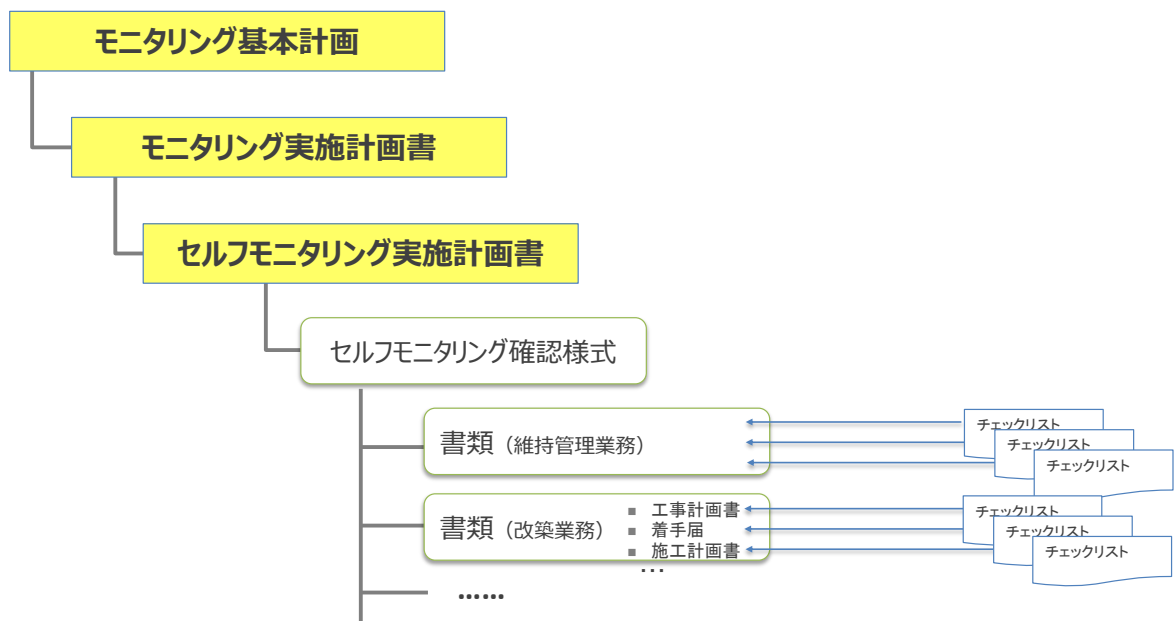 モニタリング基本計画
モニタリング実施計画書
セルフモニタリング実施計画書
セルフモニタリング確認様式
書類（維持管理業務）
チェックリスト
チェックリスト
チェックリスト
書類（改築業務）
■ 工事計画書
■ 着手届
■ 施工計画書
…
チェックリスト
チェックリスト
チェックリスト
……